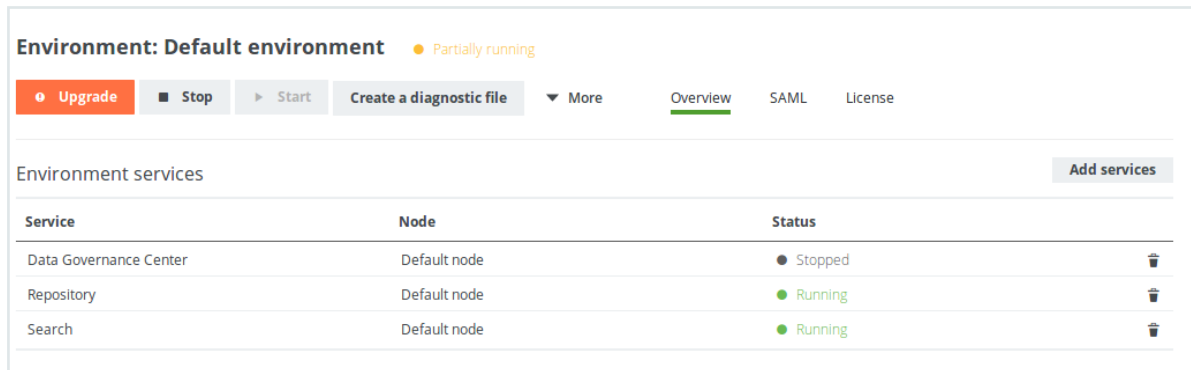 Environment: Default environment Partially running
Upgrade Stop Start Create a diagnostic file More Overview SAML License
Environment services Add services
Service Node Status
Data Governance Center Default node Stopped
Repository Default node Running
Search Default node Running